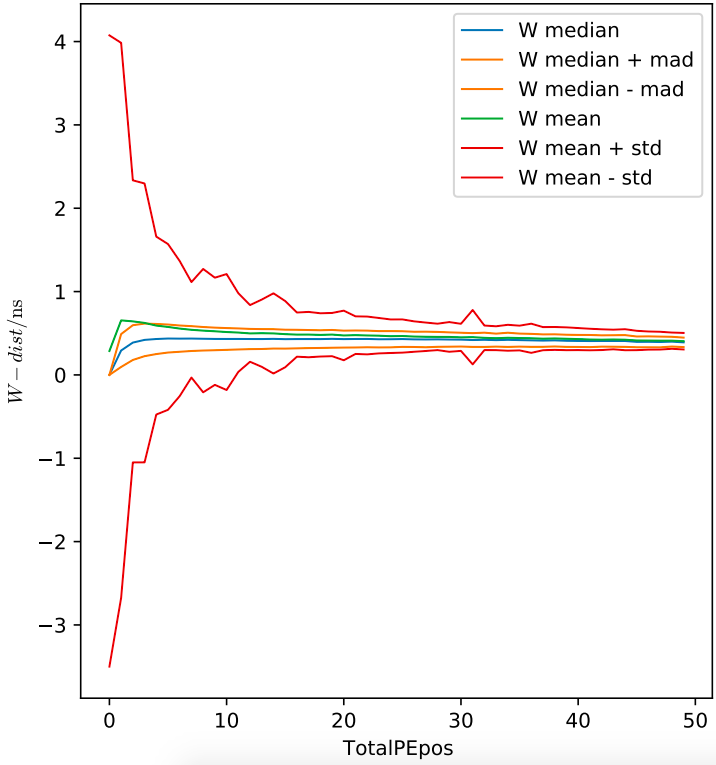 W median
W median + mad
W median - mad
W mean
W mean + std
W mean - std
4
3
2
1
0
−1
−2
−3
W − dist/ns
0 10 20 30 40 50
TotalPEpos